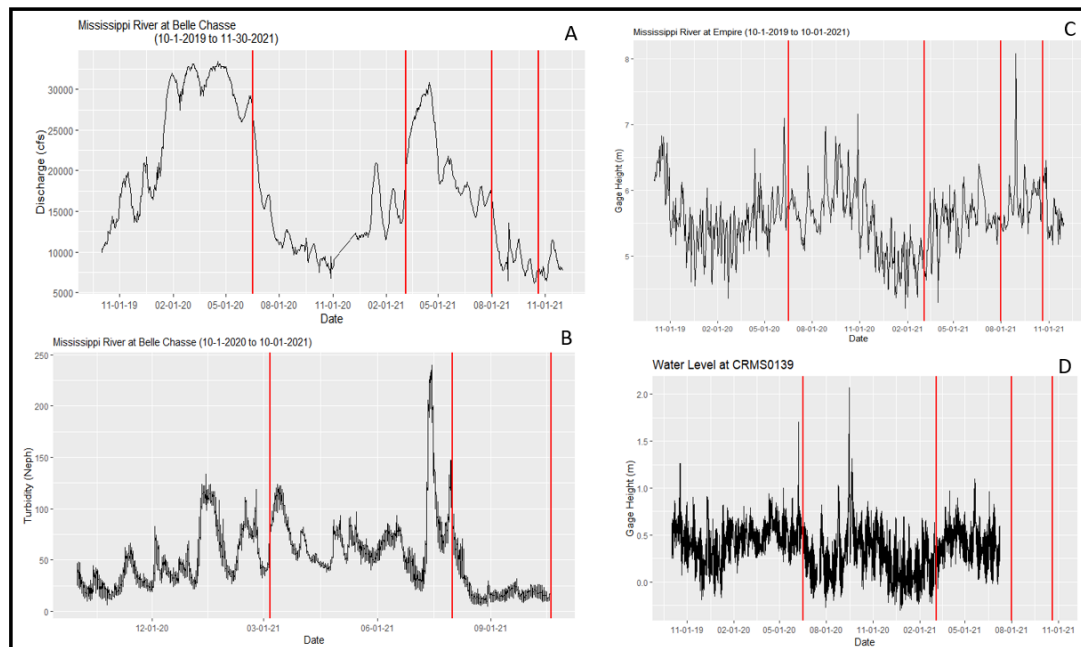 Mississippi River at Belle Chasse
(10-1-2019 to 11-30-2021)
A
Discharge (cfs)
30000
25000
20000
15000
10000
5000
11-01-19 02-01-20 05-01-20 08-01-20 11-01-20 02-01-21 05-01-21 08-01-21 11-01-21
Date
Mississippi River at Belle Chasse (10-1-2020 to 10-01-2021)
B
Turbidity (Neph)
250
200
150
100
50
0
12-01-20 03-01-21 06-01-21 09-01-21
Date
C
Mississippi River at Empire (10-1-2019 to 10-01-2021)
Gage Height (m)
8
7
6
5
11-01-19 02-01-20 05-01-20 08-01-20 11-01-20 02-01-21 05-01-21 08-01-21 11-01-21
Date
Water Level at CRMS0139
D
Gage Height (m)
2.0
1.5
1.0
0.5
0.0
11-01-19 02-01-20 05-01-20 08-01-20 11-01-20 02-01-21 05-01-21 08-01-21 11-01-21
Date